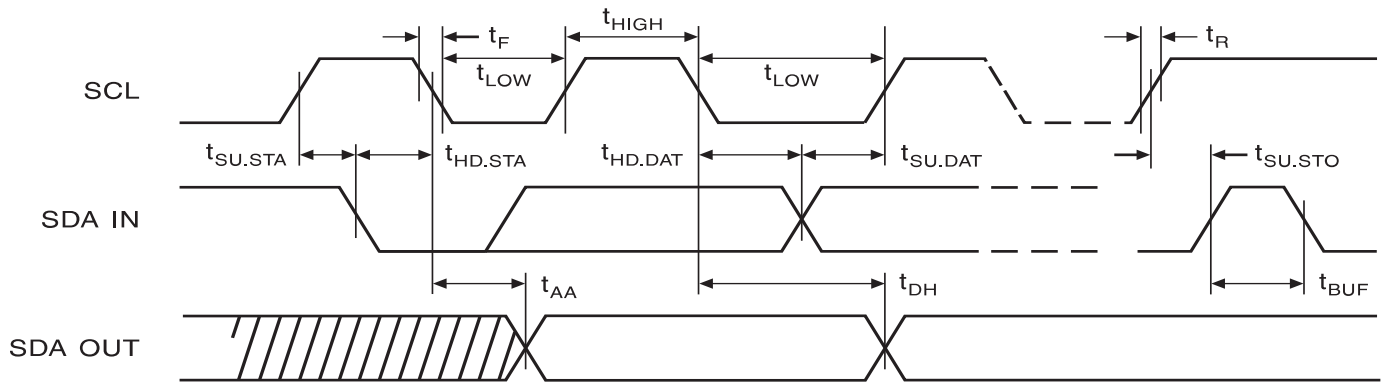 t_HIGH
t_F
t_R
t_LOW
t_LOW
SCL
t_SU.STA
t_HD.STA
t_HD.DAT
t_SU.DAT
t_SU.STO
SDA IN
t_AA
t_DH
t_BUF
SDA OUT